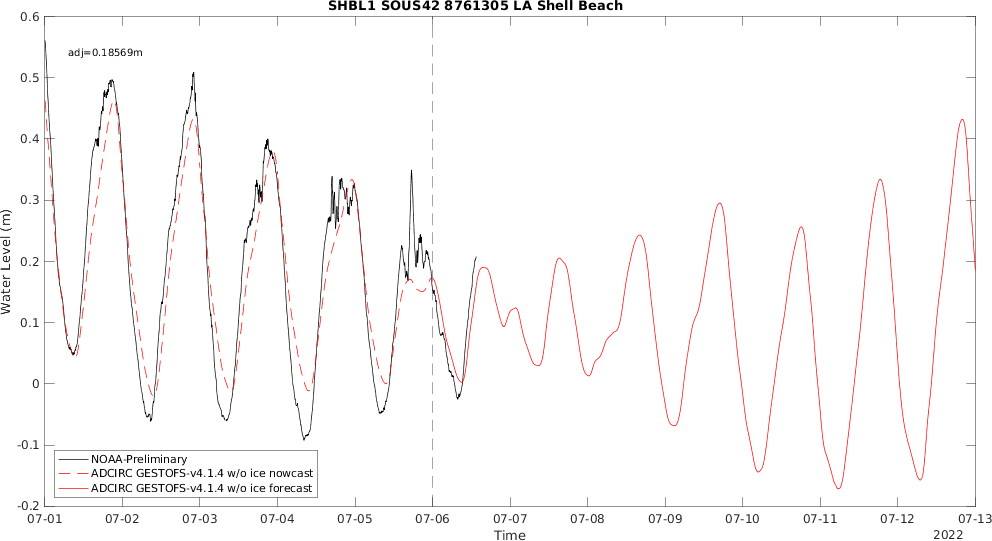 SHBL1 SOUS42 8761305 LA Shell Beach
adj=0.18569m
0.6
0.5
0.4
0.3
0.2
0.1
0
-0.1
-0.2
Water Level (m)
NOAA-Preliminary
ADCIRC GESTOFS-v4.1.4 w/o ice nowcast
ADCIRC GESTOFS-v4.1.4 w/o ice forecast
07-01 07-02 07-03 07-04 07-05 07-06 07-07 07-08 07-09 07-10 07-11 07-12 07-13
Time
2022